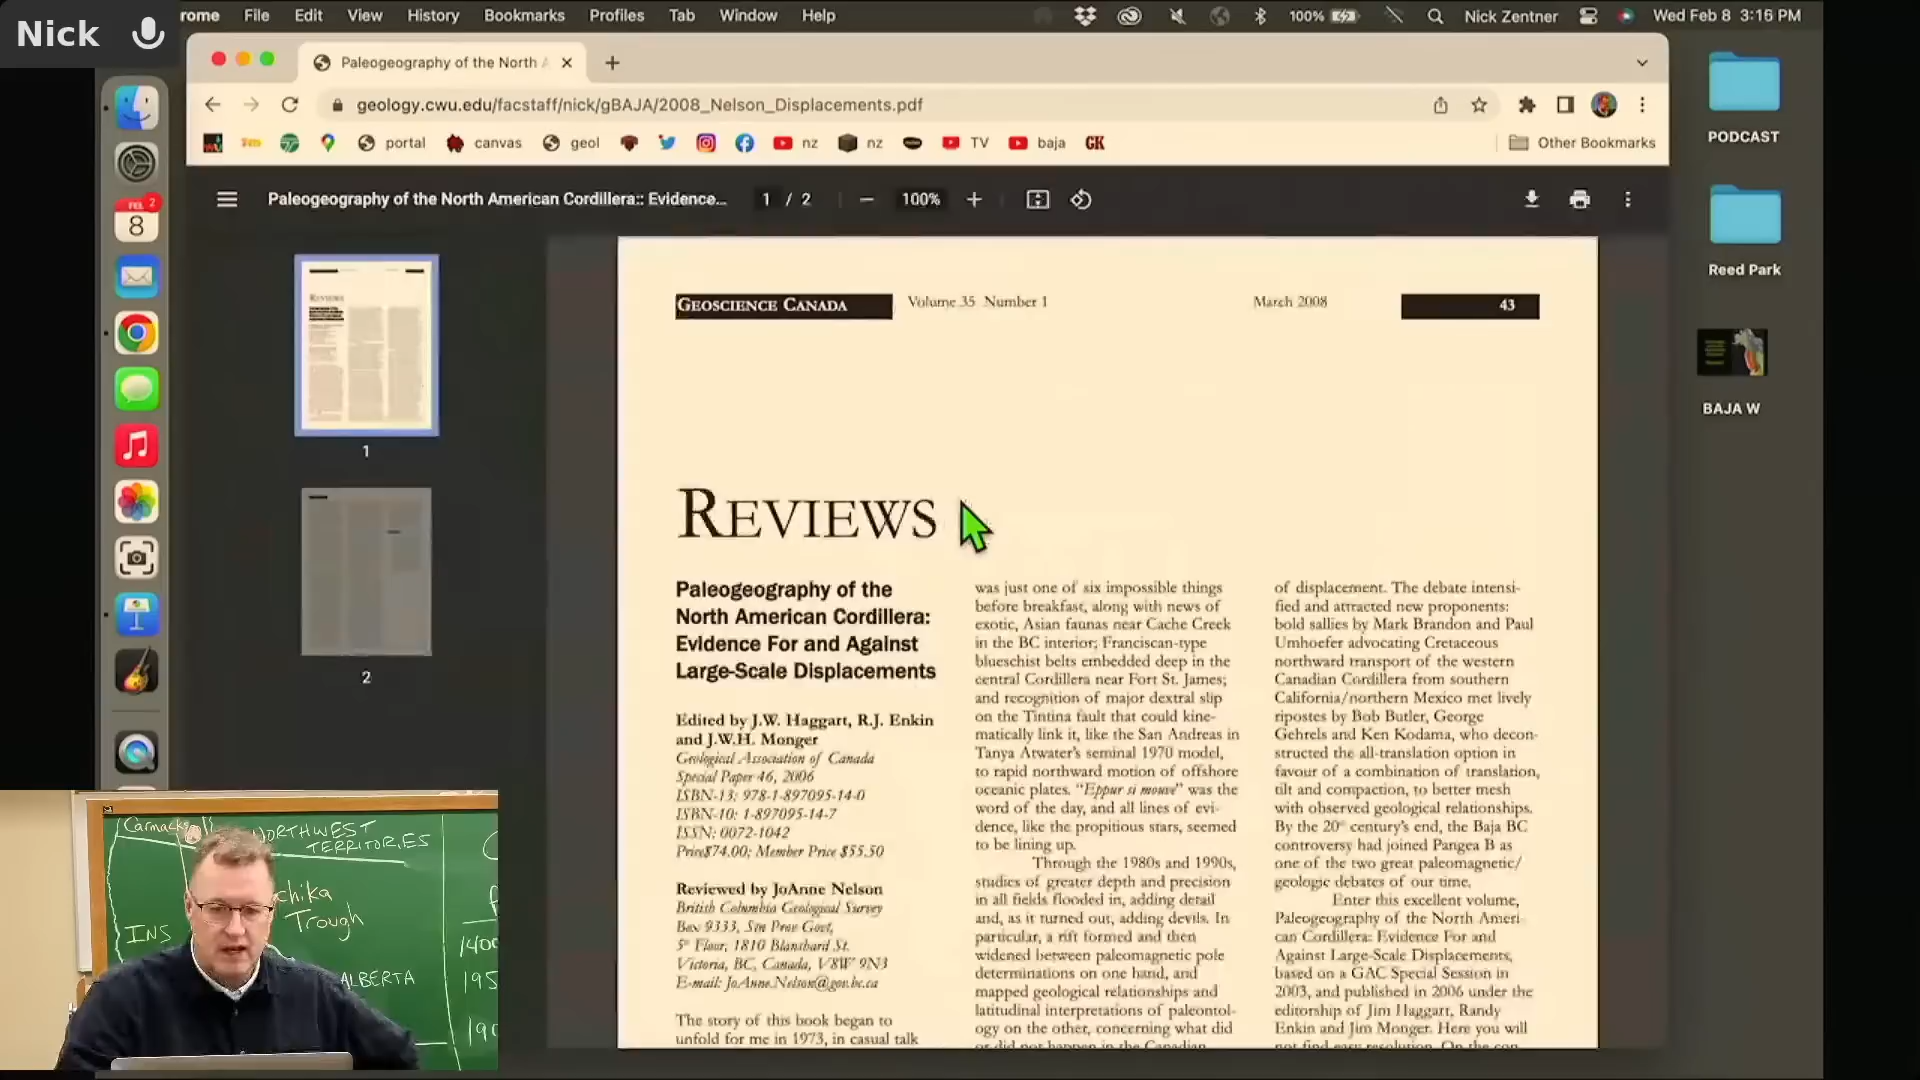 Nick
rome File Edit View History Bookmarks Profiles Tab Window Help 100% Nick Zentner Wed Feb 8 3:16 PM
Paleogeography of the North A
geology.cwu.edu/facstaff/nick/gBAJA/2008_Nelson_Displacements.pdf
portal canvas geol nz nz TV baja GK Other Bookmarks
Paleogeography of the North American Cordillera:: Evidence... 1 / 2 100%
PODCAST
Reed Park
BAJA W
8
1
2
GEOSCIENCE CANADA Volume 35 Number 1 March 2008 43
REVIEWS
Paleogeography of the
North American Cordillera:
Evidence For and Against
Large-Scale Displacements
Edited by J.W. Haggart, R.J. Enkin
and J.W.H. Monger
Geological Association of Canada
Special Paper 46, 2006
ISBN-13: 978-1-897095-14-0
ISBN-10: 1-897095-14-7
ISSN: 0072-1042
Price$74.00; Member Price $55.50
Reviewed by JoAnne Nelson
British Columbia Geological Survey
Box 9333, Stn Prov Govt,
5th Floor, 1810 Blanshard St.
Victoria, BC, Canada, V8W 9N3
E-mail: JoAnne.Nelson@gov.bc.ca
The story of this book began to
unfold for me in 1973, in casual talk
was just one of six impossible things
before breakfast, along with news of
exotic, Asian faunas near Cache Creek
in the BC interior; Franciscan-type
blueschist belts embedded deep in the
central Cordillera near Fort St. James;
and recognition of major dextral slip
on the Tintina fault that could kine-
matically link it, like the San Andreas in
Tanya Atwater's seminal 1970 model,
to rapid northward motion of offshore
oceanic plates. "Eppur si mouve" was the
word of the day, and all lines of evi-
dence, like the propitious stars, seemed
to be lining up.
Through the 1980s and 1990s,
studies of greater depth and precision
in all fields flooded in, adding detail
and, as it turned out, adding devils. In
particular, a rift formed and then
widened between paleomagnetic pole
determinations on one hand, and
mapped geological relationships and
latitudinal interpretations of paleontol-
ogy on the other, concerning what did
or did not happen in the Canadian
of displacement. The debate intensi-
fied and attracted new proponents:
bold sallies by Mark Brandon and Paul
Umhoefer advocating Cretaceous
northward transport of the western
Canadian Cordillera from southern
California/northern Mexico met lively
ripostes by Bob Butler, George
Gehrels and Ken Kodama, who decon-
structed the all-translation option in
favour of a combination of translation,
tilt and compaction, to better mesh
with observed geological relationships.
By the 20th century's end, the Baja BC
controversy had joined Pangea B as
one of the two great paleomagnetic/
geologic debates of our time.
Enter this excellent volume,
Paleogeography of the North Ameri-
can Cordillera: Evidence For and
Against Large-Scale Displacements,
based on a GAC Special Session in
2003, and published in 2006 under the
editorship of Jim Haggart, Randy
Enkin and Jim Monger. Here you will
not find easy resolution. On the con-
Carmacks
NORTHWEST
TERRITORIES
Trough
INS
ALBERTA